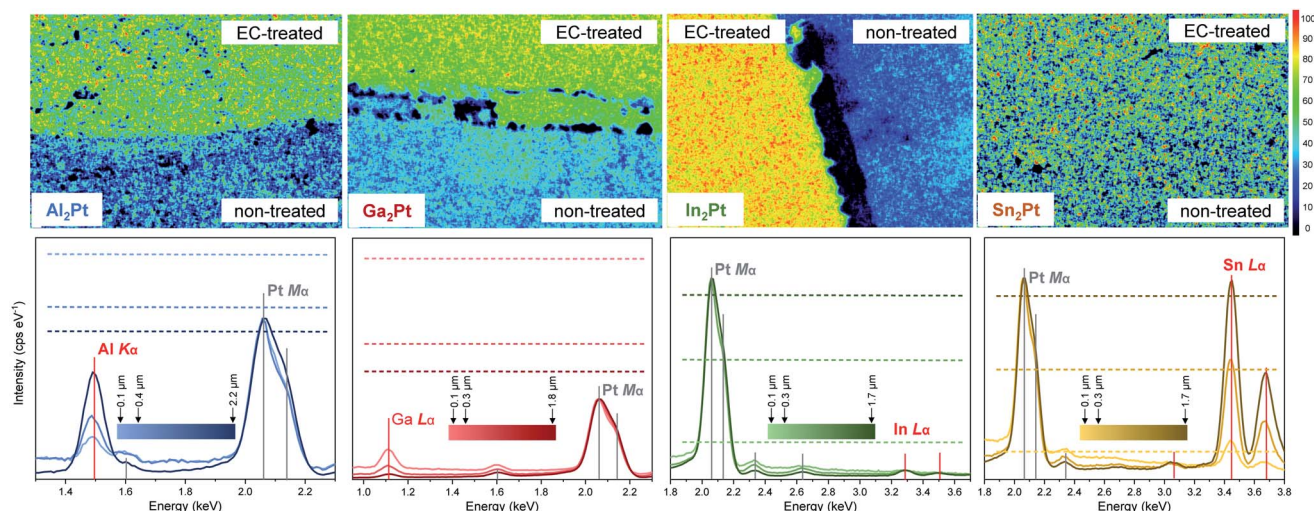 EC-treated
EC-treated
EC-treated
non-treated
EC-treated
Al₂Pt
non-treated
Ga₂Pt
non-treated
In₂Pt
Sn₂Pt
non-treated
100
90
80
70
60
50
40
30
20
10
0
Intensity (cps eV⁻¹)
Al Kα
Pt Mα
0.1 μm
0.4 μm
2.2 μm
1.4 1.6 1.8 2.0 2.2
Energy (keV)
Ga Lα
Pt Mα
0.1 μm
0.3 μm
1.8 μm
1.0 1.2 1.4 1.6 1.8 2.0 2.2
Energy (keV)
Pt Mα
In Lα
0.1 μm
0.3 μm
1.7 μm
1.8 2.0 2.2 2.4 2.6 2.8 3.0 3.2 3.4 3.6
Energy (keV)
Pt Mα
Sn Lα
0.1 μm
0.3 μm
1.7 μm
1.8 2.0 2.2 2.4 2.6 2.8 3.0 3.2 3.4 3.6 3.8
Energy (keV)